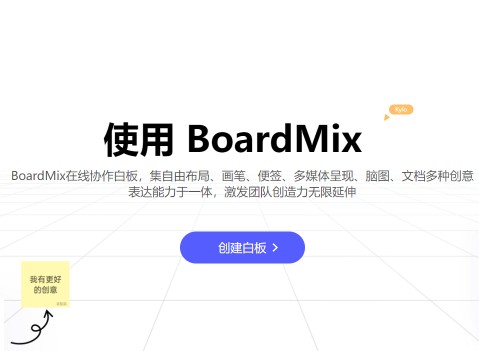 Kyle
使用 BoardMix
BoardMix在线协作白板，集自由布局、画笔、便签、多媒体呈现、脑图、文档多种创意
表达能力于一体，激发团队创造力无限延伸
创建白板
我有更好
的创意